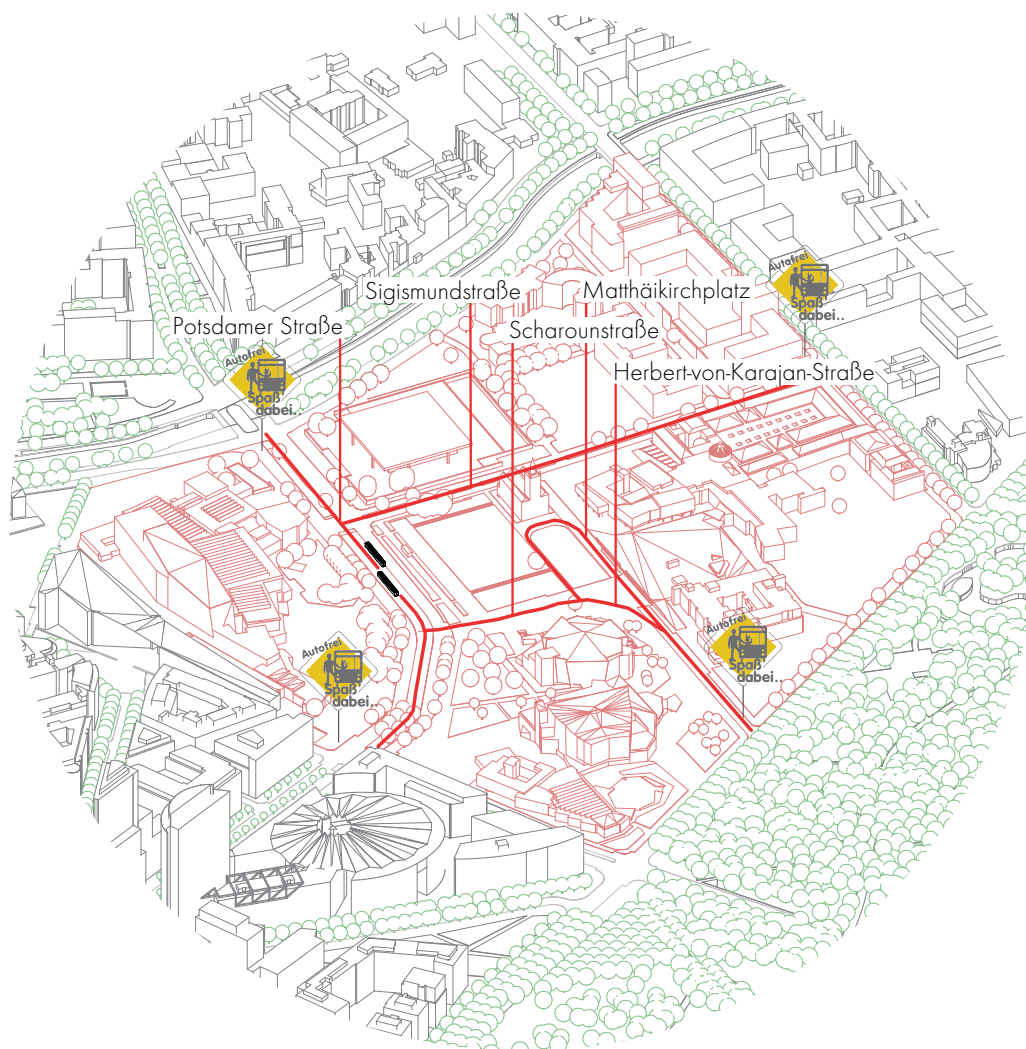 Autofrei
Spaß
dabei..
Sigismundstraße
Matthäikirchplatz
Potsdamer Straße
Scharounstraße
Autofrei
Spaß
dabei..
Herbert-von-Karajan-Straße
Autofrei
Spaß
dabei..
Autofrei
Spaß
dabei..